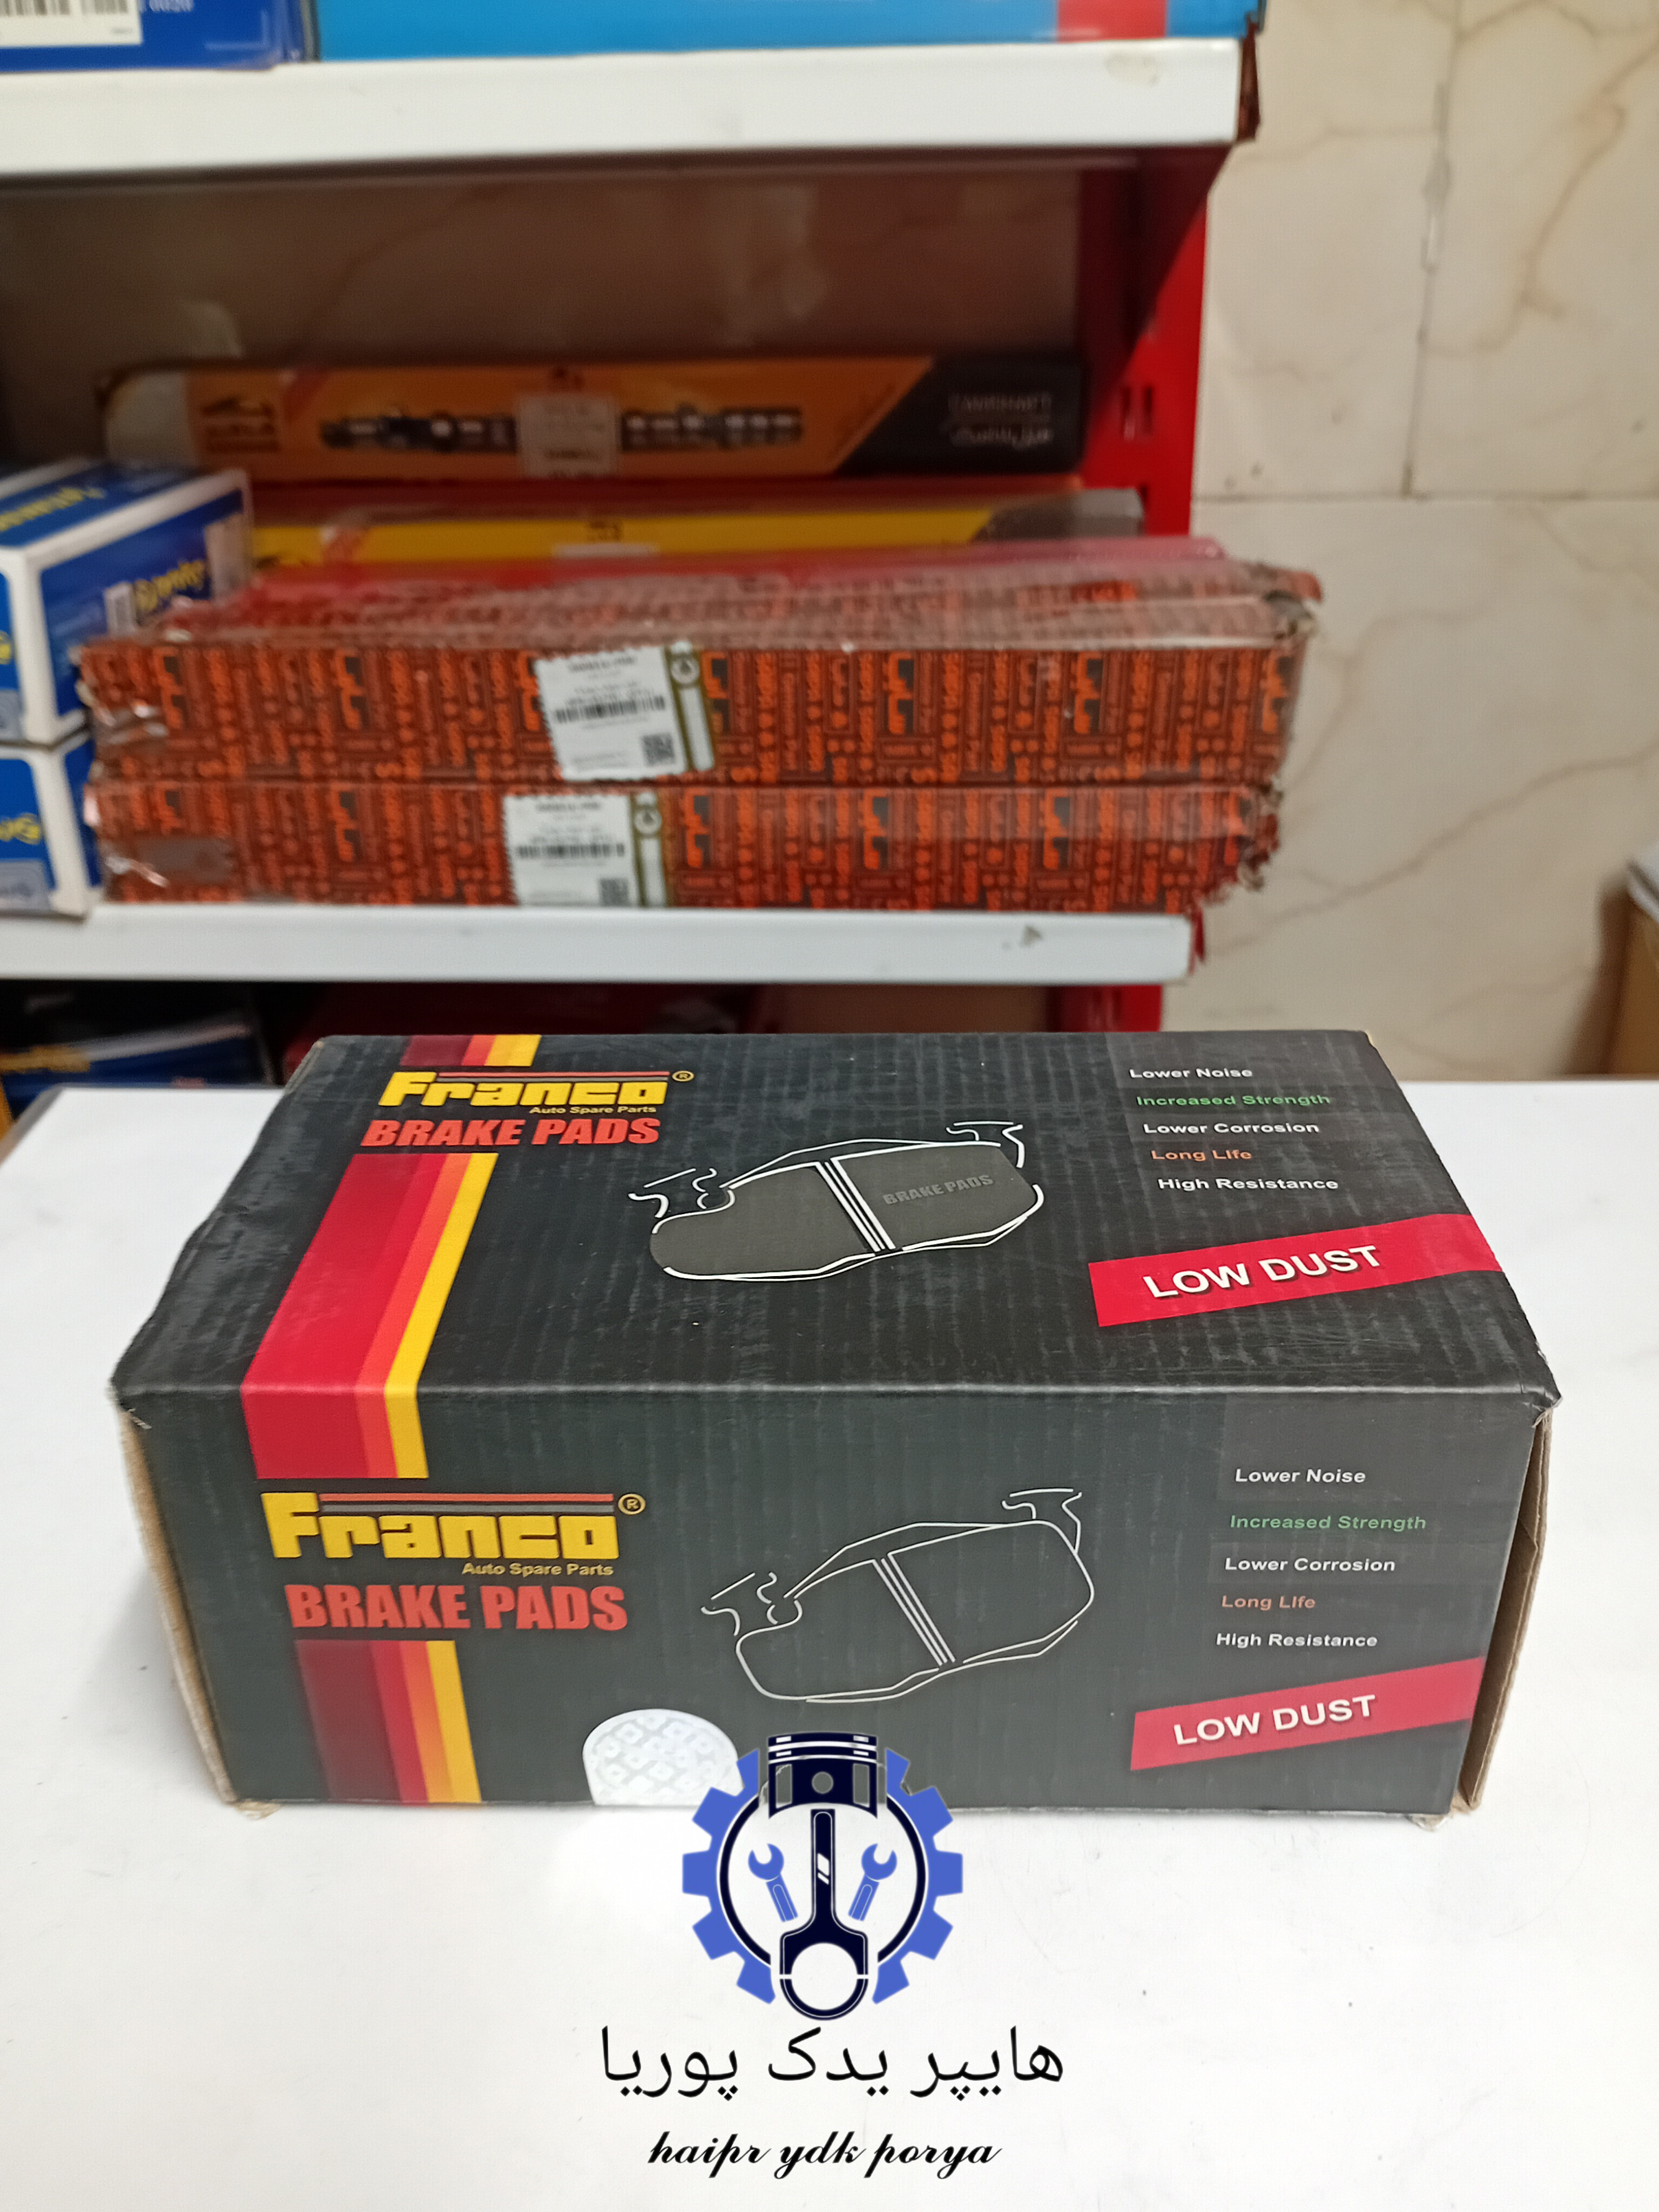 Franco®
Auto Spare Parts
BRAKE PADS
BRAKE PADS
Lower Noise
Increased Strength
Lower Corrosion
Long Life
High Resistance
LOW DUST
Franco®
Auto Spare Parts
BRAKE PADS
Lower Noise
Increased Strength
Lower Corrosion
Long Life
High Resistance
LOW DUST
هایپر یدک پوریا
haipr ydk porya